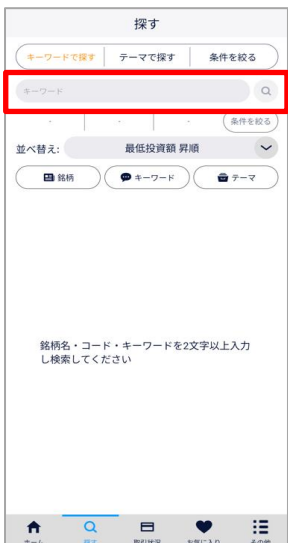 探す
キーワードで探す テーマで探す 条件を絞る
キーワード
- - - 条件を絞る
並べ替え: 最低投資額 昇順
銘柄 キーワード テーマ
銘柄名・コード・キーワードを2文字以上入力
し検索してください
ホーム 探す 取引状況 お気に入り その他